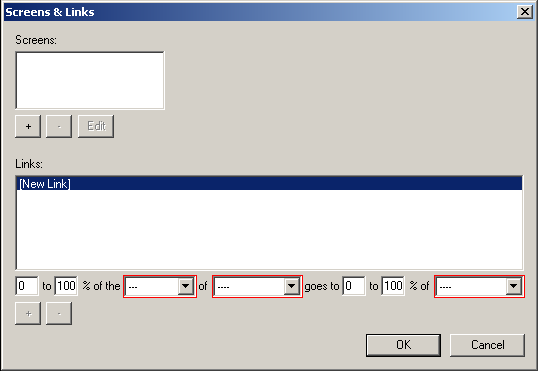 Screens & Links
Screens:
+ - Edit
Links:
[New Link]
0 to 100 % of the --- of ---- goes to 0 to 100 % of ----
+ -
OK Cancel